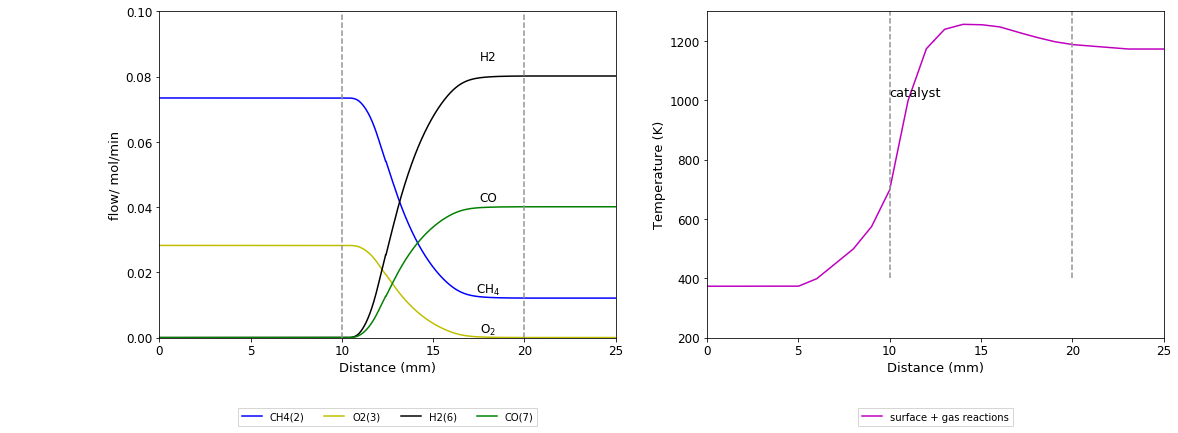 flow/ mol/min
0.10
0.08
0.06
0.04
0.02
0.00
H2
CO
CH₄
O₂
0 5 10 15 20 25
Distance (mm)
CH4(2) O2(3) H2(6) CO(7)
Temperature (K)
1200
1000
800
600
400
200
catalyst
0 5 10 15 20 25
Distance (mm)
surface + gas reactions